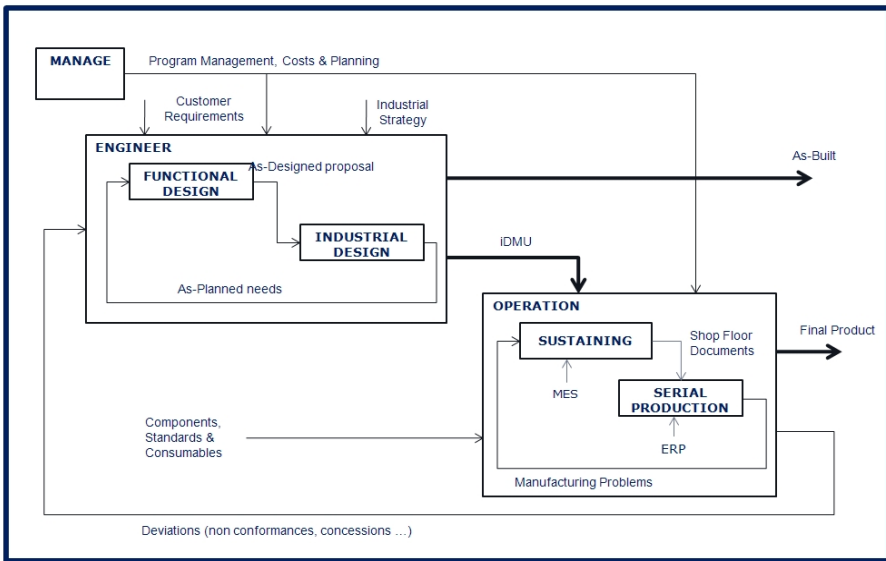 MANAGE
Program Management, Costs & Planning
Customer
Requirements
Industrial
Strategy
ENGINEER
As-Designed proposal
FUNCTIONAL
DESIGN
INDUSTRIAL
DESIGN
As-Planned needs
As-Built
iDMU
OPERATION
SUSTAINING
Shop Floor
Documents
MES
SERIAL
PRODUCTION
ERP
Manufacturing Problems
Final Product
Components,
Standards &
Consumables
Deviations (non conformances, concessions ...)